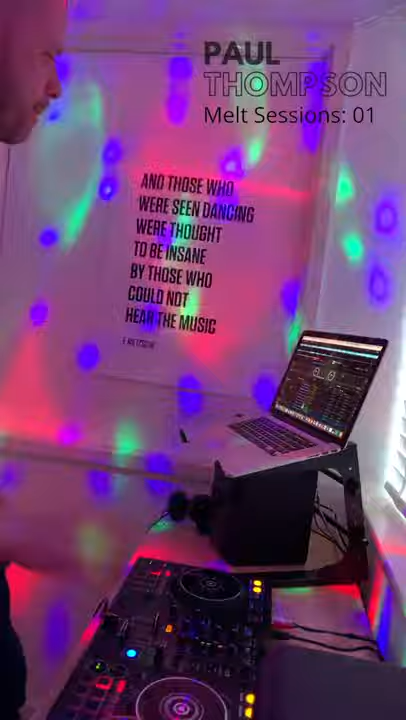 PAUL
THOMPSON
Melt Sessions: 01
AND THOSE WHO
WERE SEEN DANCING
WERE THOUGHT
TO BE INSANE
BY THOSE WHO
COULD NOT
HEAR THE MUSIC